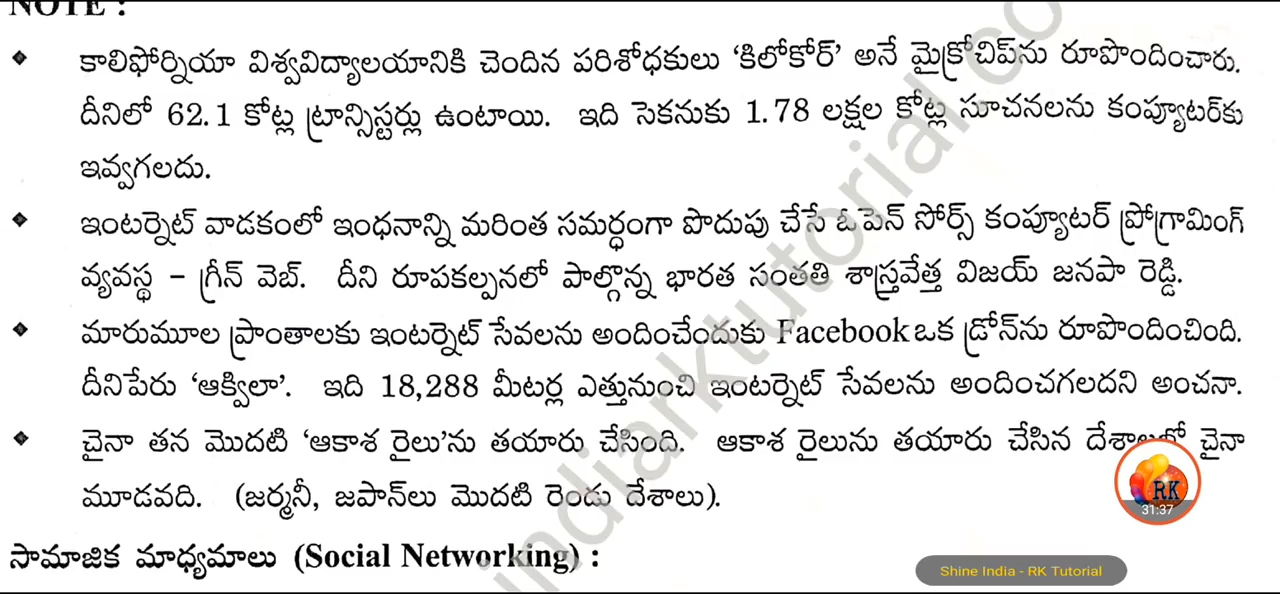 NOTE :
❖ కాలిఫోర్నియా విశ్వవిద్యాలయానికి చెందిన పరిశోధకులు ‘కిలోకోర్’ అనే మైక్రోచిప్‌ను రూపొందించారు.
దీనిలో 62.1 కోట్ల ట్రాన్సిస్టర్లు ఉంటాయి. ఇది సెకనుకు 1.78 లక్షల కోట్ల సూచనలను కంప్యూటర్‌కు
ఇవ్వగలదు.
❖ ఇంటర్నెట్ వాడకంలో ఇంధనాన్ని మరింత సమర్ధంగా పొదుపు చేసే ఓపెన్ సోర్స్ కంప్యూటర్ ప్రోగ్రామింగ్
వ్యవస్థ – గ్రీన్ వెబ్. దీని రూపకల్పనలో పాల్గొన్న భారత సంతతి శాస్త్రవేత్త విజయ్ జనపా రెడ్డి.
❖ మారుమూల ప్రాంతాలకు ఇంటర్నెట్ సేవలను అందించేందుకు Facebook ఒక డ్రోన్‌ను రూపొందించింది.
దీనిపేరు ‘ఆక్విలా’. ఇది 18,288 మీటర్ల ఎత్తునుంచి ఇంటర్నెట్ సేవలను అందించగలదని అంచనా.
❖ చైనా తన మొదటి ‘ఆకాశ రైలు’ను తయారు చేసింది. ఆకాశ రైలును తయారు చేసిన దేశాలలో చైనా
మూడవది. (జర్మనీ, జపాన్‌లు మొదటి రెండు దేశాలు).
RK
31:37
సామాజిక మాధ్యమాలు (Social Networking) :
Shine India - RK Tutorial
indiarktutorial.co